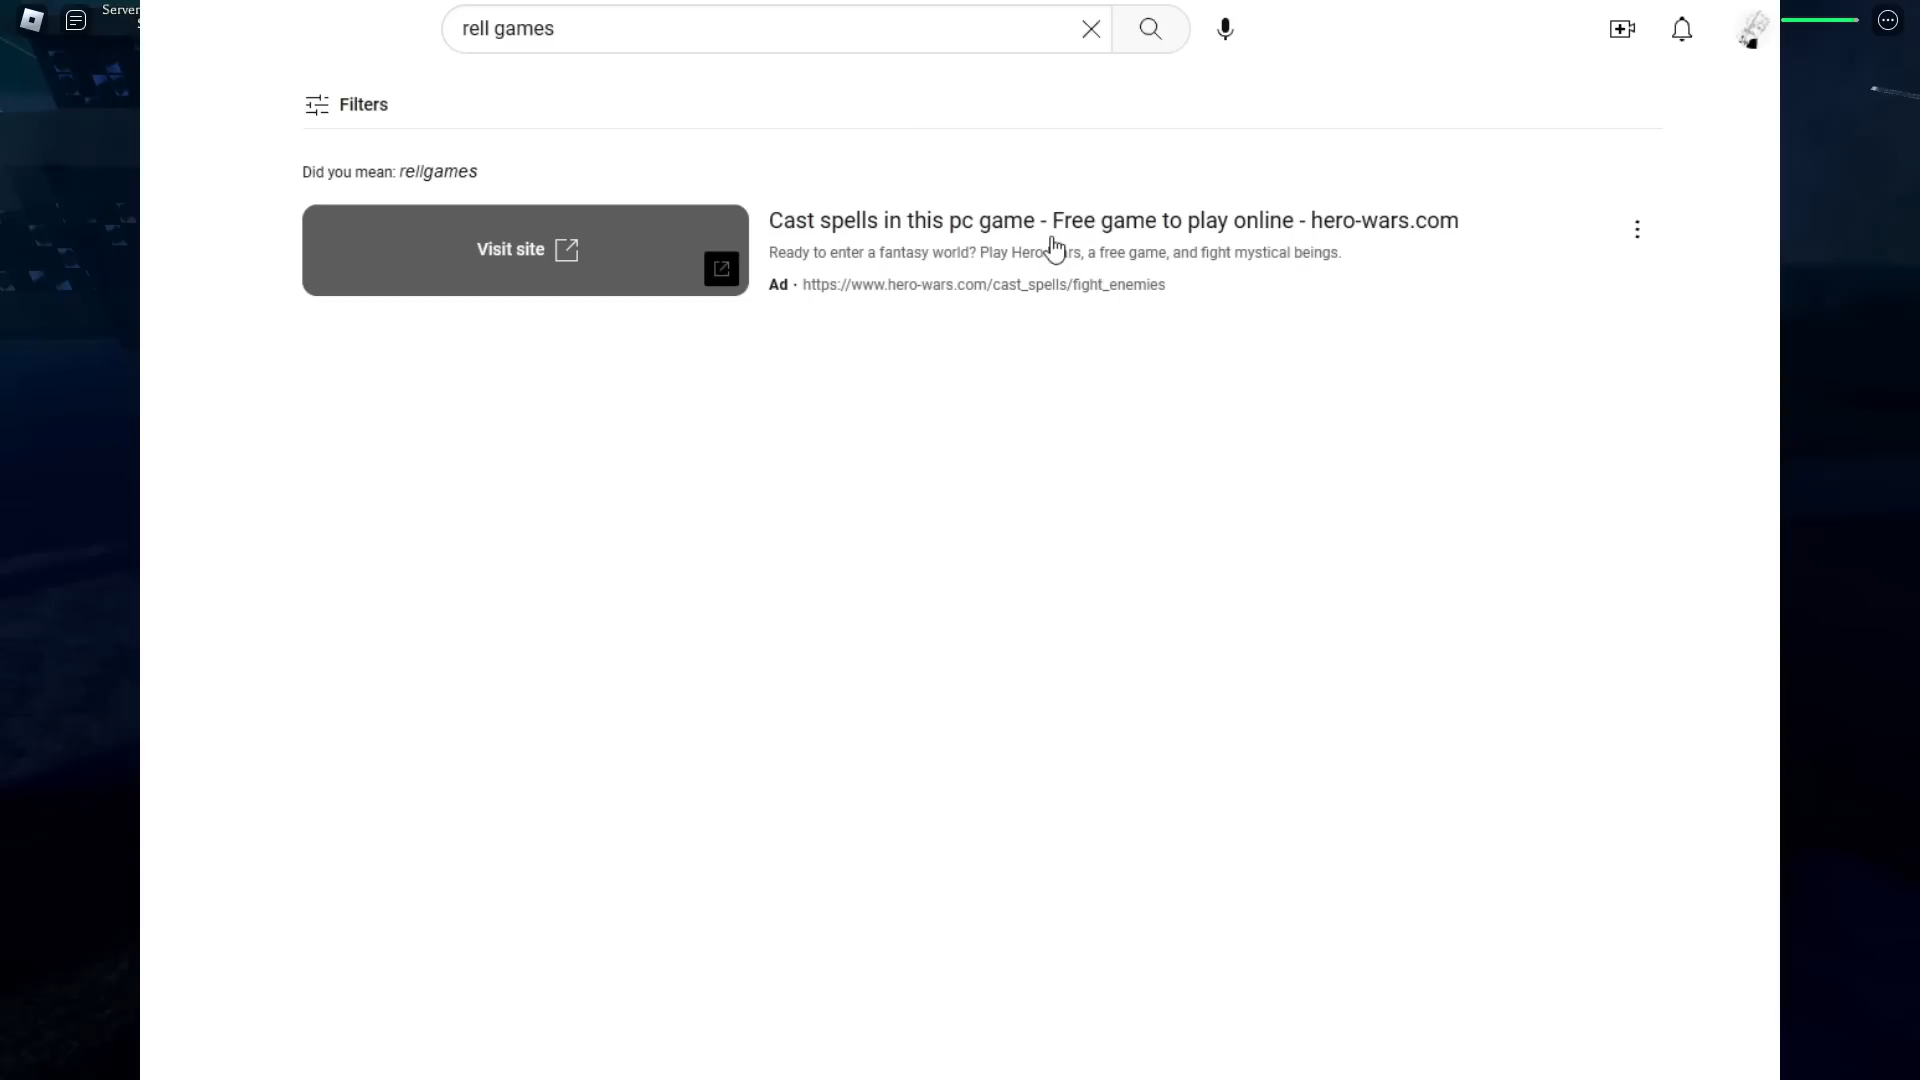 Server
rell games
Filters
Did you mean: rellgames
Visit site
Cast spells in this pc game - Free game to play online - hero-wars.com
Ready to enter a fantasy world? Play Hero rs, a free game, and fight mystical beings.
Ad · https://www.hero-wars.com/cast_spells/fight_enemies